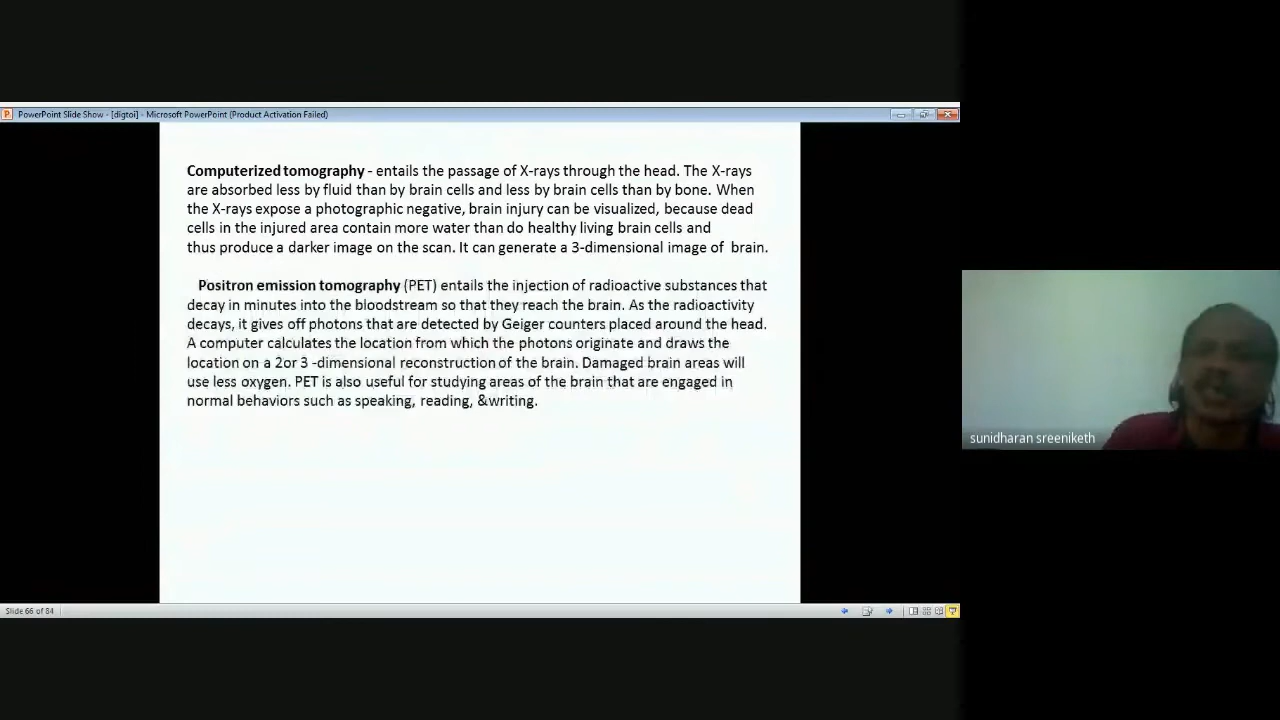 PowerPoint Slide Show - [digtoi] - Microsoft PowerPoint (Product Activation Failed)
Computerized tomography - entails the passage of X-rays through the head. The X-rays
are absorbed less by fluid than by brain cells and less by brain cells than by bone. When
the X-rays expose a photographic negative, brain injury can be visualized, because dead
cells in the injured area contain more water than do healthy living brain cells and
thus produce a darker image on the scan. It can generate a 3-dimensional image of brain.
Positron emission tomography (PET) entails the injection of radioactive substances that
decay in minutes into the bloodstream so that they reach the brain. As the radioactivity
decays, it gives off photons that are detected by Geiger counters placed around the head.
A computer calculates the location from which the photons originate and draws the
location on a 2or 3 -dimensional reconstruction of the brain. Damaged brain areas will
use less oxygen. PET is also useful for studying areas of the brain that are engaged in
normal behaviors such as speaking, reading, &writing.
sunidharan sreeniketh
Slide 66 of 84